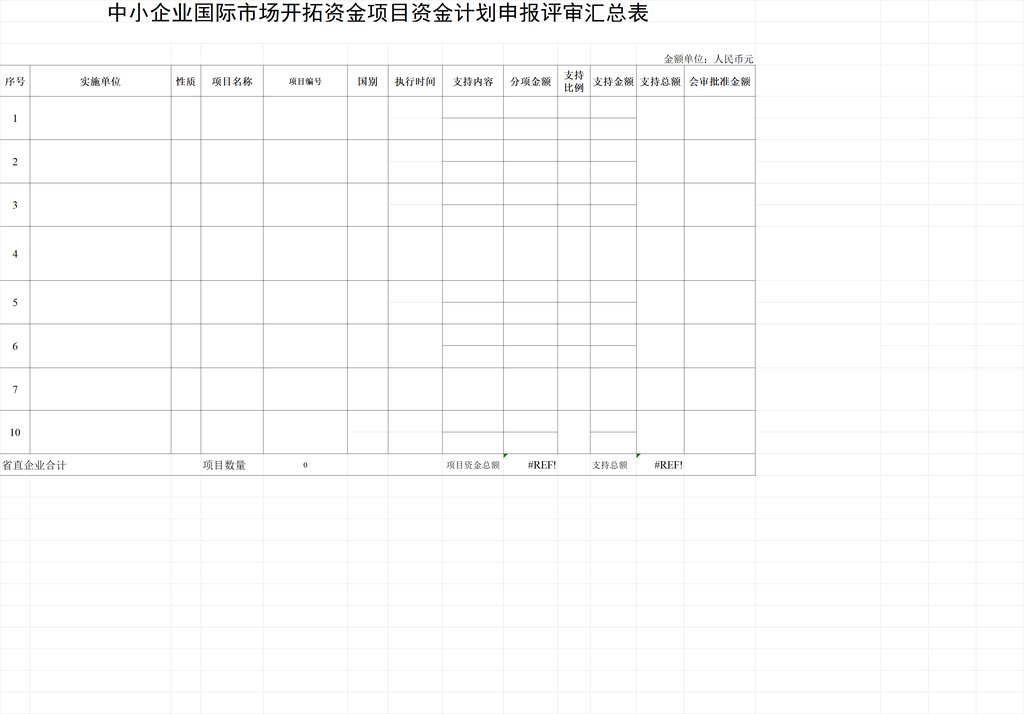 中小企业国际市场开拓资金项目资金计划申报评审汇总表
金额单位：人民币元
序号 实施单位 性质 项目名称 项目编号 国别 执行时间 支持内容 分项金额 支持比例 支持金额 支持总额 会审批准金额
1
2
3
4
5
6
7
10
省直企业合计 项目数量 0 项目资金总额 #REF! 支持总额 #REF!